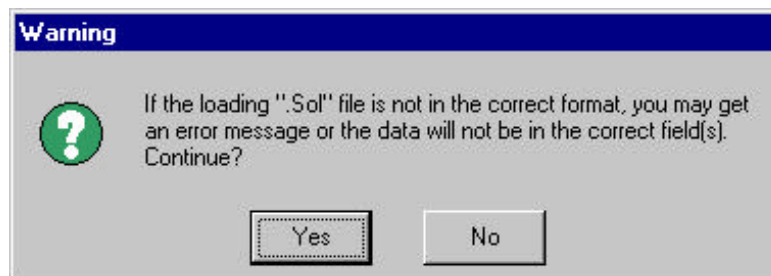 Warning
If the loading ".Sol" file is not in the correct format, you may get
an error message or the data will not be in the correct field(s).
Continue?
Yes No